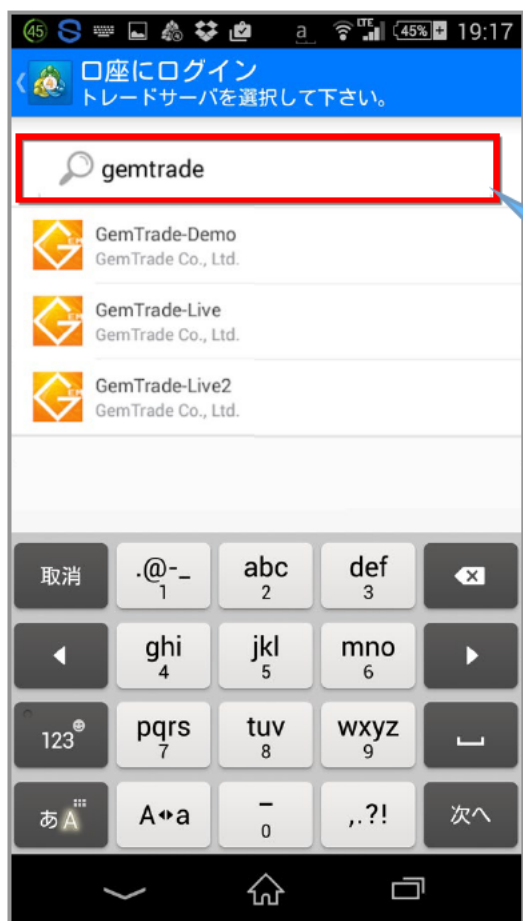 45 S a LTE 45% 19:17
口座にログイン
トレードサーバを選択して下さい。
gemtrade
GemTrade-Demo
GemTrade Co., Ltd.
GemTrade-Live
GemTrade Co., Ltd.
GemTrade-Live2
GemTrade Co., Ltd.
取消 .@-_ abc def
1 2 3
ghi jkl mno
4 5 6
123 pqrs tuv wxyz
7 8 9
あA A⇔a – ,.?! 次へ
0